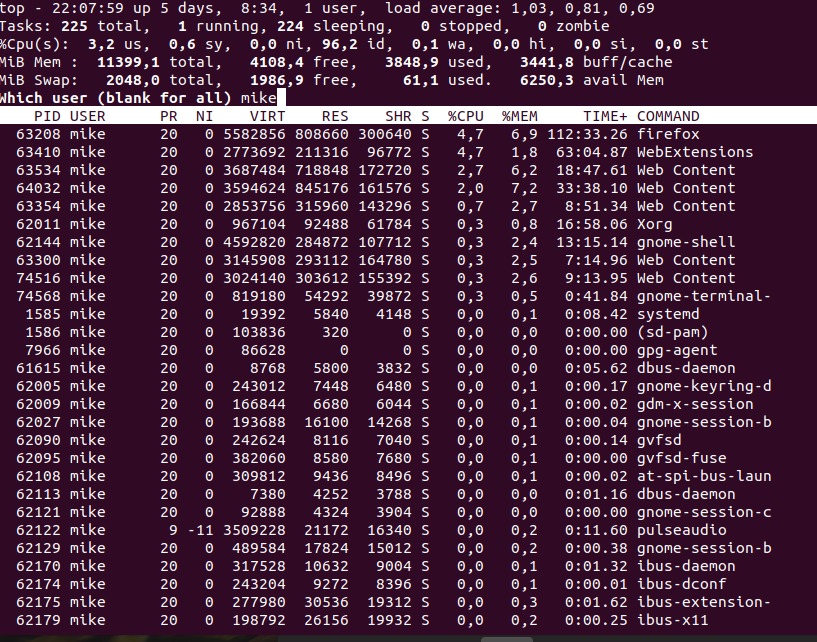 top - 22:07:59 up 5 days,  8:34,  1 user,  load average: 1,03, 0,81, 0,69
Tasks: 225 total,   1 running, 224 sleeping,   0 stopped,   0 zombie
%Cpu(s):  3,2 us,  0,6 sy,  0,0 ni, 96,2 id,  0,1 wa,  0,0 hi,  0,0 si,  0,0 st
MiB Mem :  11399,1 total,   4108,4 free,   3848,9 used,   3441,8 buff/cache
MiB Swap:   2048,0 total,   1986,9 free,     61,1 used.   6250,3 avail Mem
Which user (blank for all) mike
PID USER      PR  NI    VIRT    RES    SHR S  %CPU  %MEM     TIME+ COMMAND
63208 mike      20   0 5582856 808660 300640 S   4,7   6,9 112:33.26 firefox
63410 mike      20   0 2773692 211316  96772 S   4,7   1,8  63:04.87 WebExtensions
63534 mike      20   0 3687484 718848 172720 S   2,7   6,2  18:47.61 Web Content
64032 mike      20   0 3594624 845176 161576 S   2,0   7,2  33:38.10 Web Content
63354 mike      20   0 2853756 315960 143296 S   0,7   2,7   8:51.34 Web Content
62011 mike      20   0  967104  92488  61784 S   0,3   0,8  16:58.06 Xorg
62144 mike      20   0 4592820 284872 107712 S   0,3   2,4  13:15.14 gnome-shell
63300 mike      20   0 3145908 293112 164780 S   0,3   2,5   7:14.96 Web Content
74516 mike      20   0 3024140 303612 155392 S   0,3   2,6   9:13.95 Web Content
74568 mike      20   0  819180  54292  39872 S   0,3   0,5   0:41.84 gnome-terminal-
1585 mike      20   0   19392   5840   4148 S   0,0   0,1   0:08.42 systemd
1586 mike      20   0  103836    320      0 S   0,0   0,0   0:00.00 (sd-pam)
7966 mike      20   0   86628      0      0 S   0,0   0,0   0:00.00 gpg-agent
61615 mike      20   0    8768   5800   3832 S   0,0   0,0   0:05.62 dbus-daemon
62005 mike      20   0  243012   7448   6480 S   0,0   0,1   0:00.17 gnome-keyring-d
62009 mike      20   0  166844   6680   6044 S   0,0   0,1   0:00.02 gdm-x-session
62027 mike      20   0  193688  16100  14268 S   0,0   0,1   0:00.04 gnome-session-b
62090 mike      20   0  242624   8116   7040 S   0,0   0,1   0:00.14 gvfsd
62095 mike      20   0  382060   8580   7680 S   0,0   0,1   0:00.00 gvfsd-fuse
62108 mike      20   0  309812   9436   8496 S   0,0   0,1   0:00.02 at-spi-bus-laun
62113 mike      20   0    7380   4252   3788 S   0,0   0,0   0:01.16 dbus-daemon
62121 mike      20   0   92888   4324   3904 S   0,0   0,0   0:00.00 gnome-session-c
62122 mike       9 -11 3509228  21172  16340 S   0,0   0,2   0:11.60 pulseaudio
62129 mike      20   0  489584  17824  15012 S   0,0   0,2   0:00.38 gnome-session-b
62170 mike      20   0  317528  10632   9004 S   0,0   0,1   0:01.32 ibus-daemon
62174 mike      20   0  243204   9272   8396 S   0,0   0,1   0:00.01 ibus-dconf
62175 mike      20   0  277980  30536  19312 S   0,0   0,3   0:01.62 ibus-extension-
62179 mike      20   0  198792  26156  19932 S   0,0   0,2   0:00.25 ibus-x11